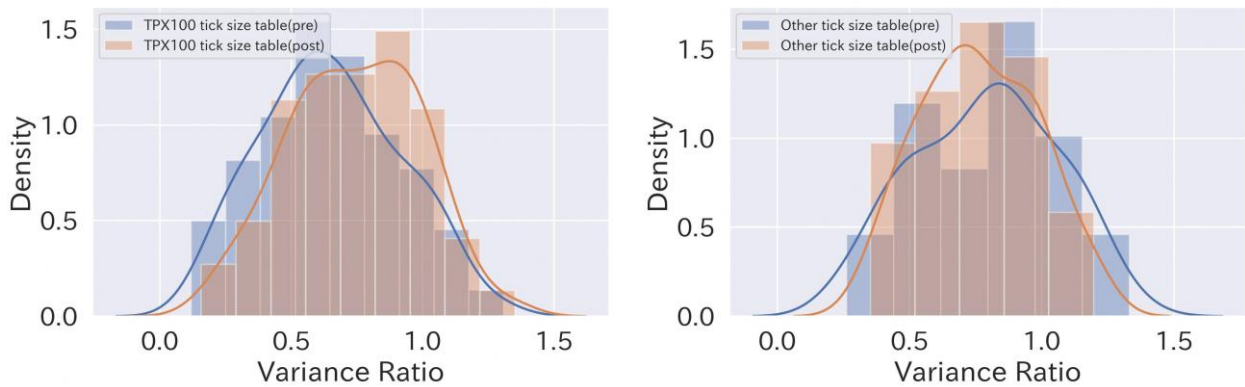 TPX100 tick size table(pre)
TPX100 tick size table(post)
1.5
1.0
0.5
0.0
Density
0.0
0.5
1.0
1.5
Variance Ratio
Other tick size table(pre)
Other tick size table(post)
1.5
1.0
0.5
0.0
Density
0.0
0.5
1.0
1.5
Variance Ratio